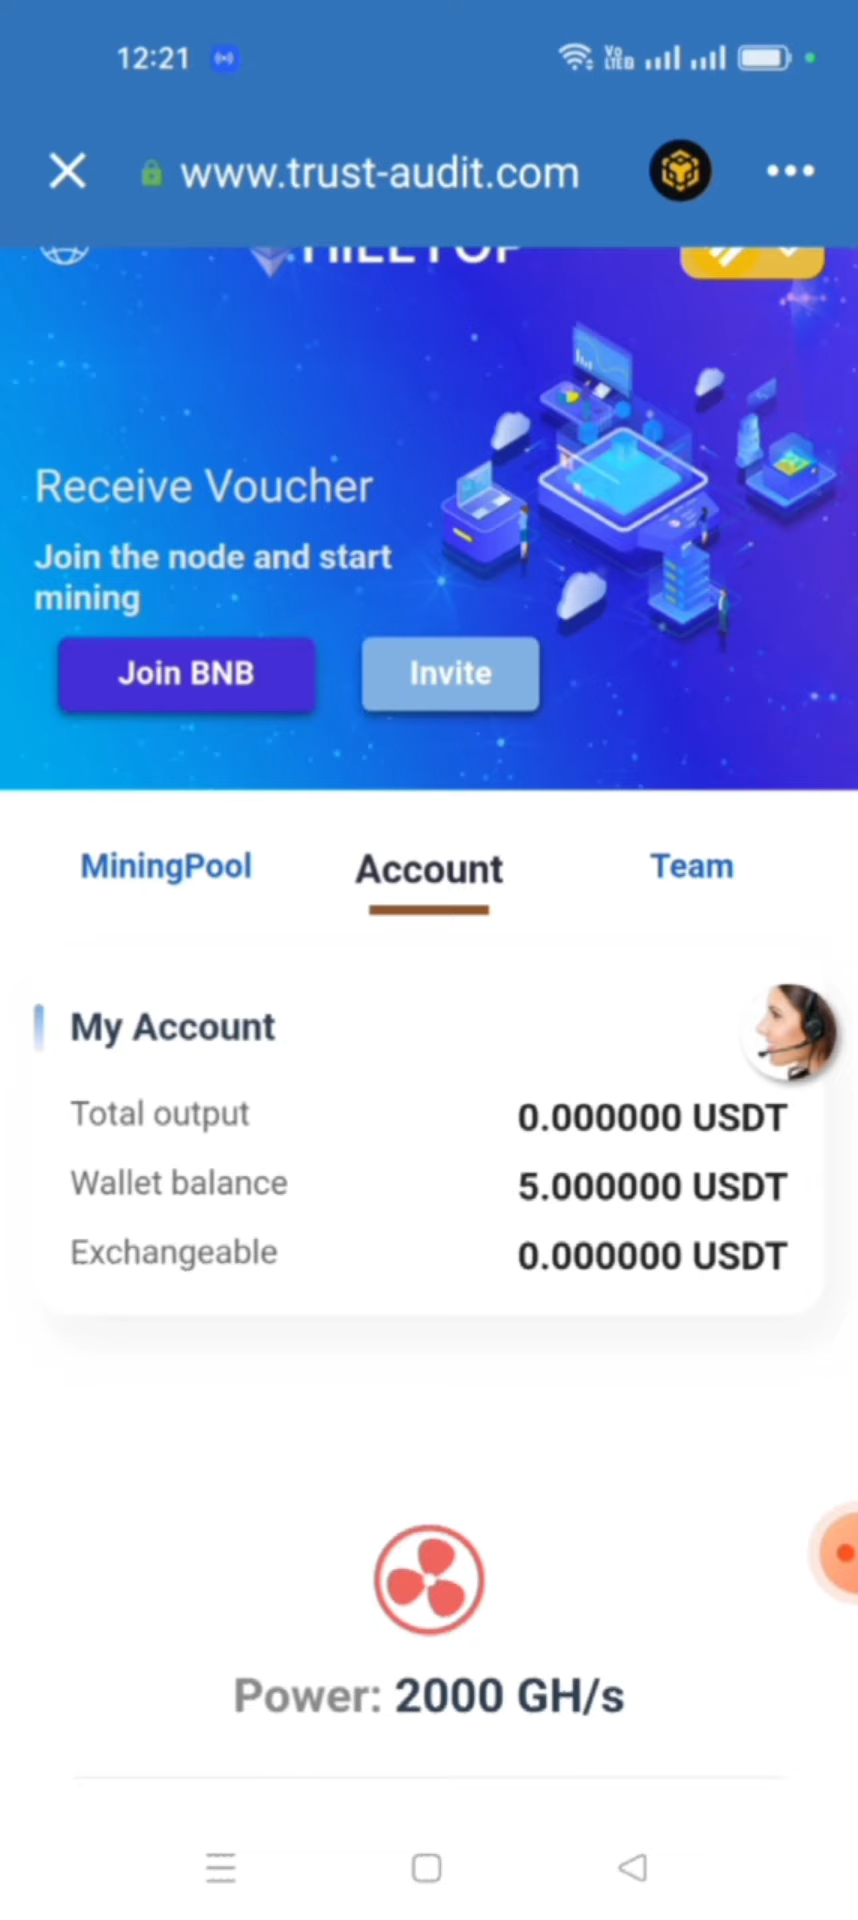 12:21
Vo
LTE2
www.trust-audit.com
HILLTOP
Receive Voucher
Join the node and start
mining
Join BNB
Invite
MiningPool
Account
Team
My Account
Total output
0.000000 USDT
Wallet balance
5.000000 USDT
Exchangeable
0.000000 USDT
Power: 2000 GH/s